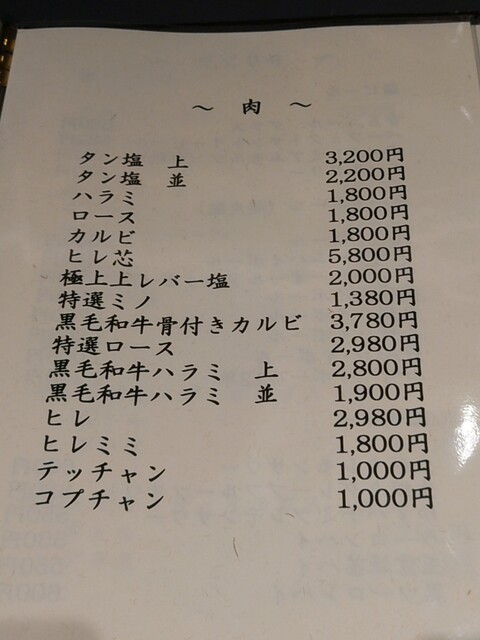 ～ 肉 ～
タン塩 上 3,200円
タン塩 並 2,200円
ハラミ 1,800円
ロース 1,800円
カルビ 1,800円
ヒレ芯 5,800円
極上上レバー塩 2,000円
特選ミノ 1,380円
黒毛和牛骨付きカルビ 3,780円
特選ロース 2,980円
黒毛和牛ハラミ 上 2,800円
黒毛和牛ハラミ 並 1,900円
ヒレ 2,980円
ヒレミミ 1,800円
テッチャン 1,000円
コプチャン 1,000円